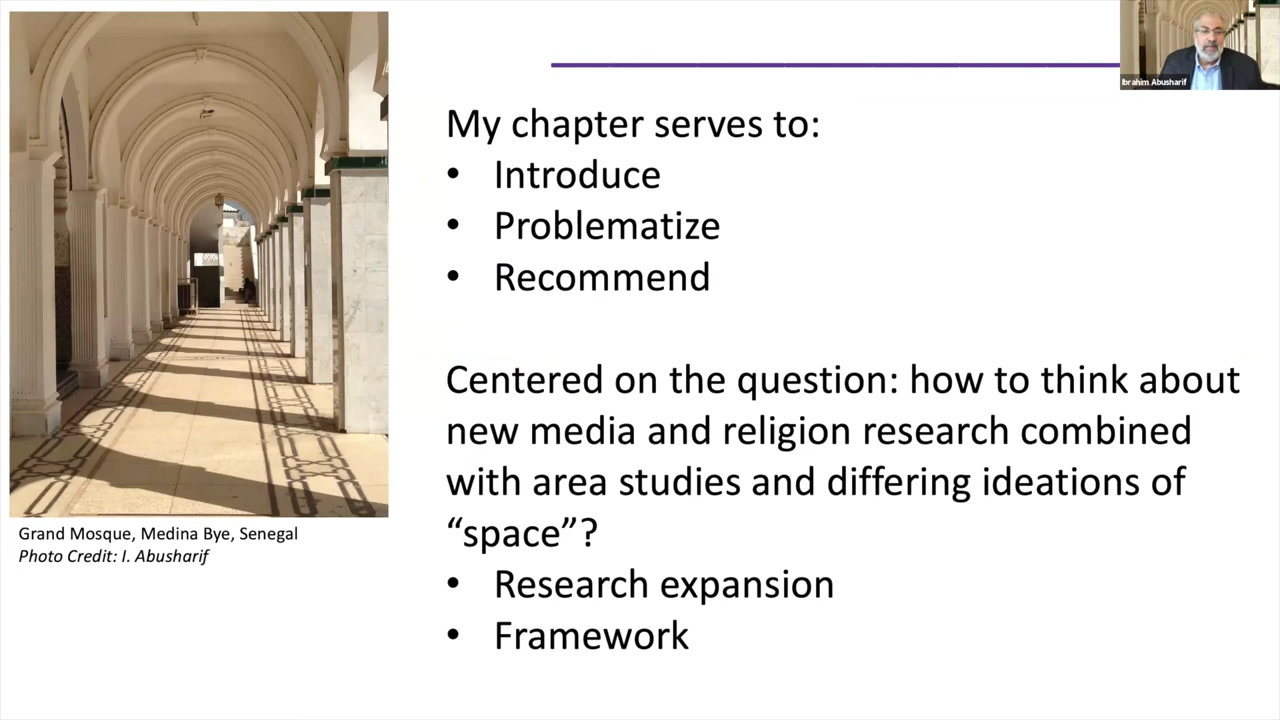 Ibrahim Abusharif
My chapter serves to:
• Introduce
• Problematize
• Recommend
Centered on the question: how to think about
new media and religion research combined
with area studies and differing ideations of
“space”?
• Research expansion
• Framework
Grand Mosque, Medina Bye, Senegal
Photo Credit: I. Abusharif